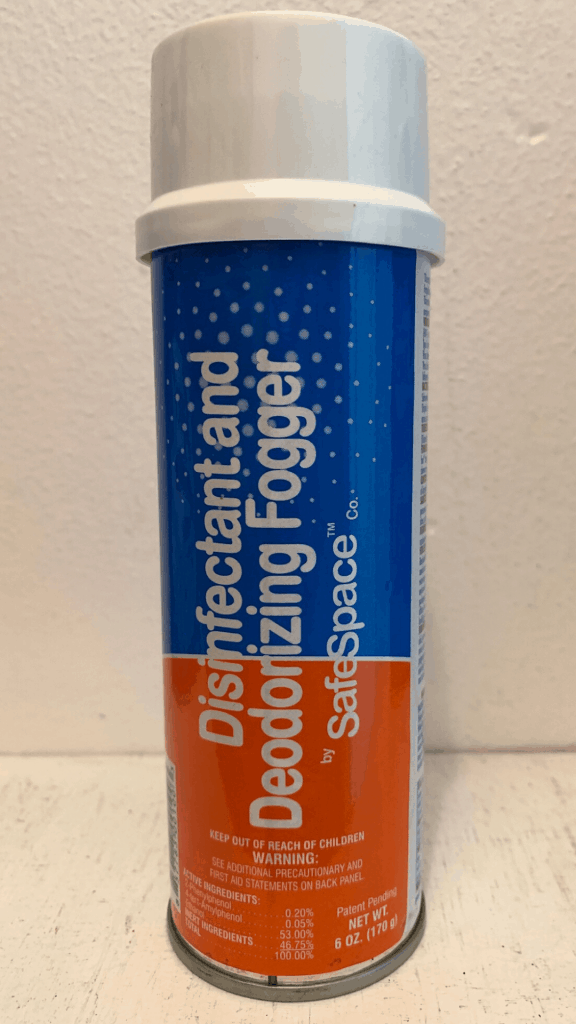 Disinfectant and
Deodorizing Fogger
by SafeSpace™ Co.
KEEP OUT OF REACH OF CHILDREN
WARNING:
SEE ADDITIONAL PRECAUTIONARY AND
FIRST AID STATEMENTS ON BACK PANEL
ACTIVE INGREDIENTS:
0.20%
0.05%
53.00%
INERT INGREDIENTS 46.75%
TOTAL 100.00%
Patent Pending
NET WT.
6 OZ. (170 g)